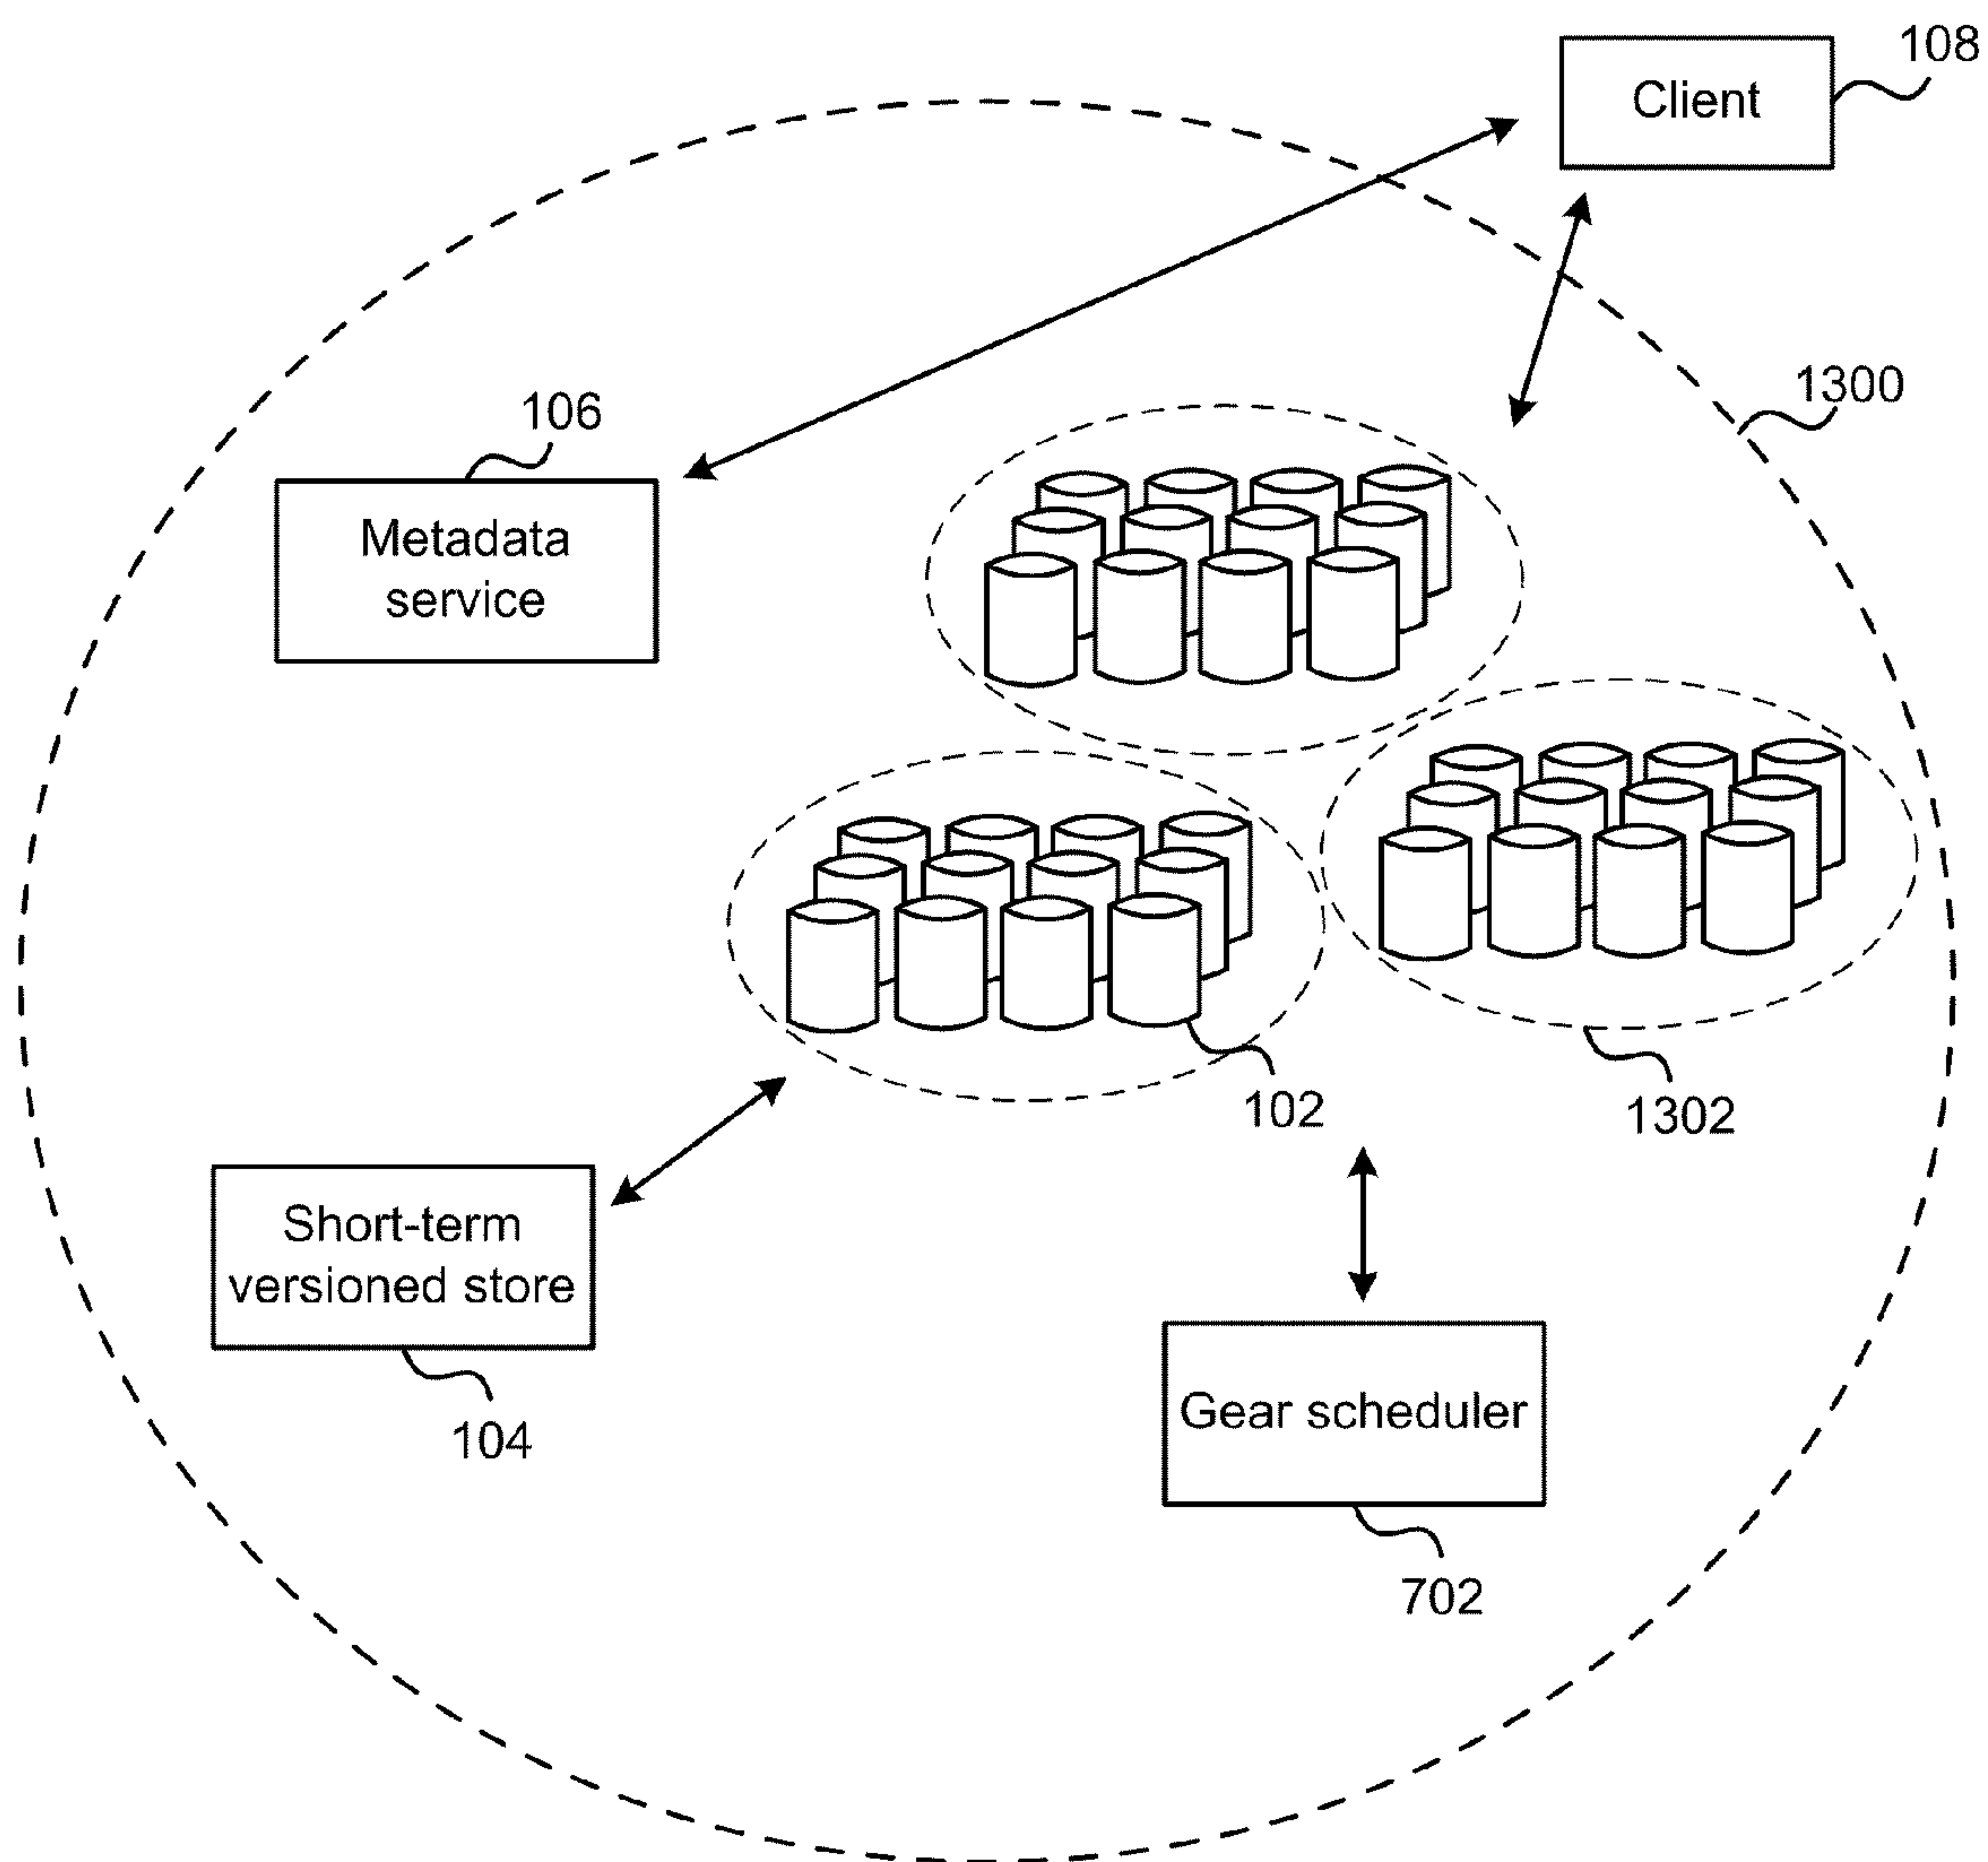 108
Client
1300
106
Metadata
service
102
1302
Short-term
versioned store
104
Gear scheduler
702